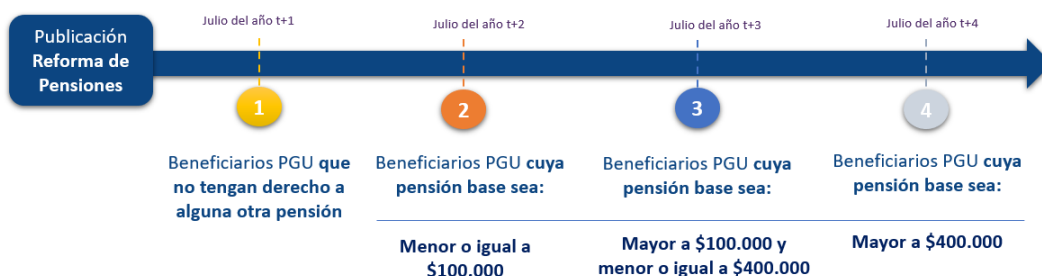 Publicación
Reforma de
Pensiones
Julio del año t+1
Julio del año t+2
Julio del año t+3
Julio del año t+4
1
2
3
4
Beneficiarios PGU que
no tengan derecho a
alguna otra pensión
Beneficiarios PGU cuya
pensión base sea:
Menor o igual a
$100.000
Beneficiarios PGU cuya
pensión base sea:
Mayor a $100.000 y
menor o igual a $400.000
Beneficiarios PGU cuya
pensión base sea:
Mayor a $400.000